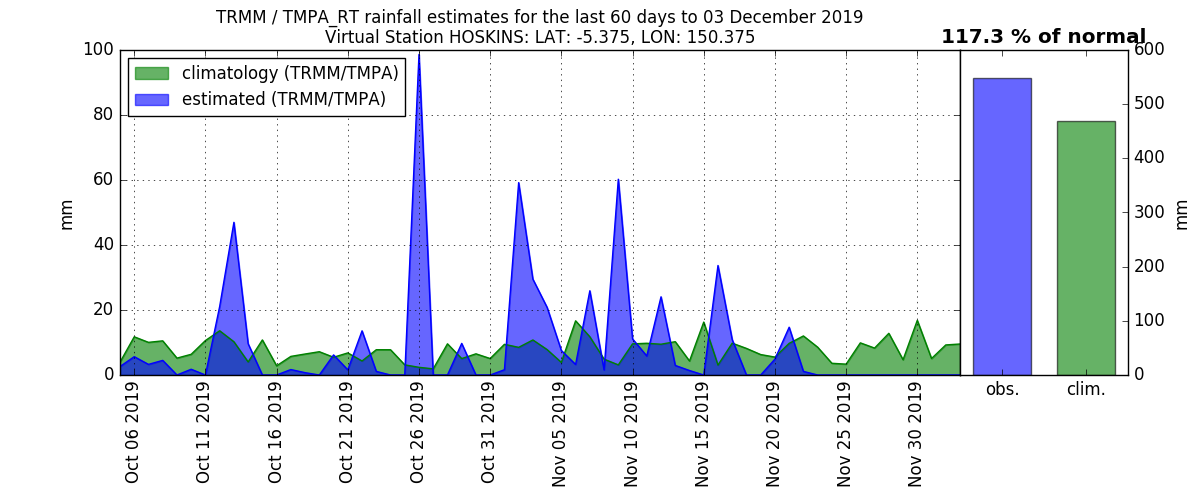 TRMM / TMPA_RT rainfall estimates for the last 60 days to 03 December 2019
Virtual Station HOSKINS: LAT: -5.375, LON: 150.375
117.3 % of normal
climatology (TRMM/TMPA)
estimated (TRMM/TMPA)
100
80
60
40
20
0
mm
Oct 06 2019
Oct 11 2019
Oct 16 2019
Oct 21 2019
Oct 26 2019
Oct 31 2019
Nov 05 2019
Nov 10 2019
Nov 15 2019
Nov 20 2019
Nov 25 2019
Nov 30 2019
obs.
clim.
600
500
400
300
200
100
0
mm